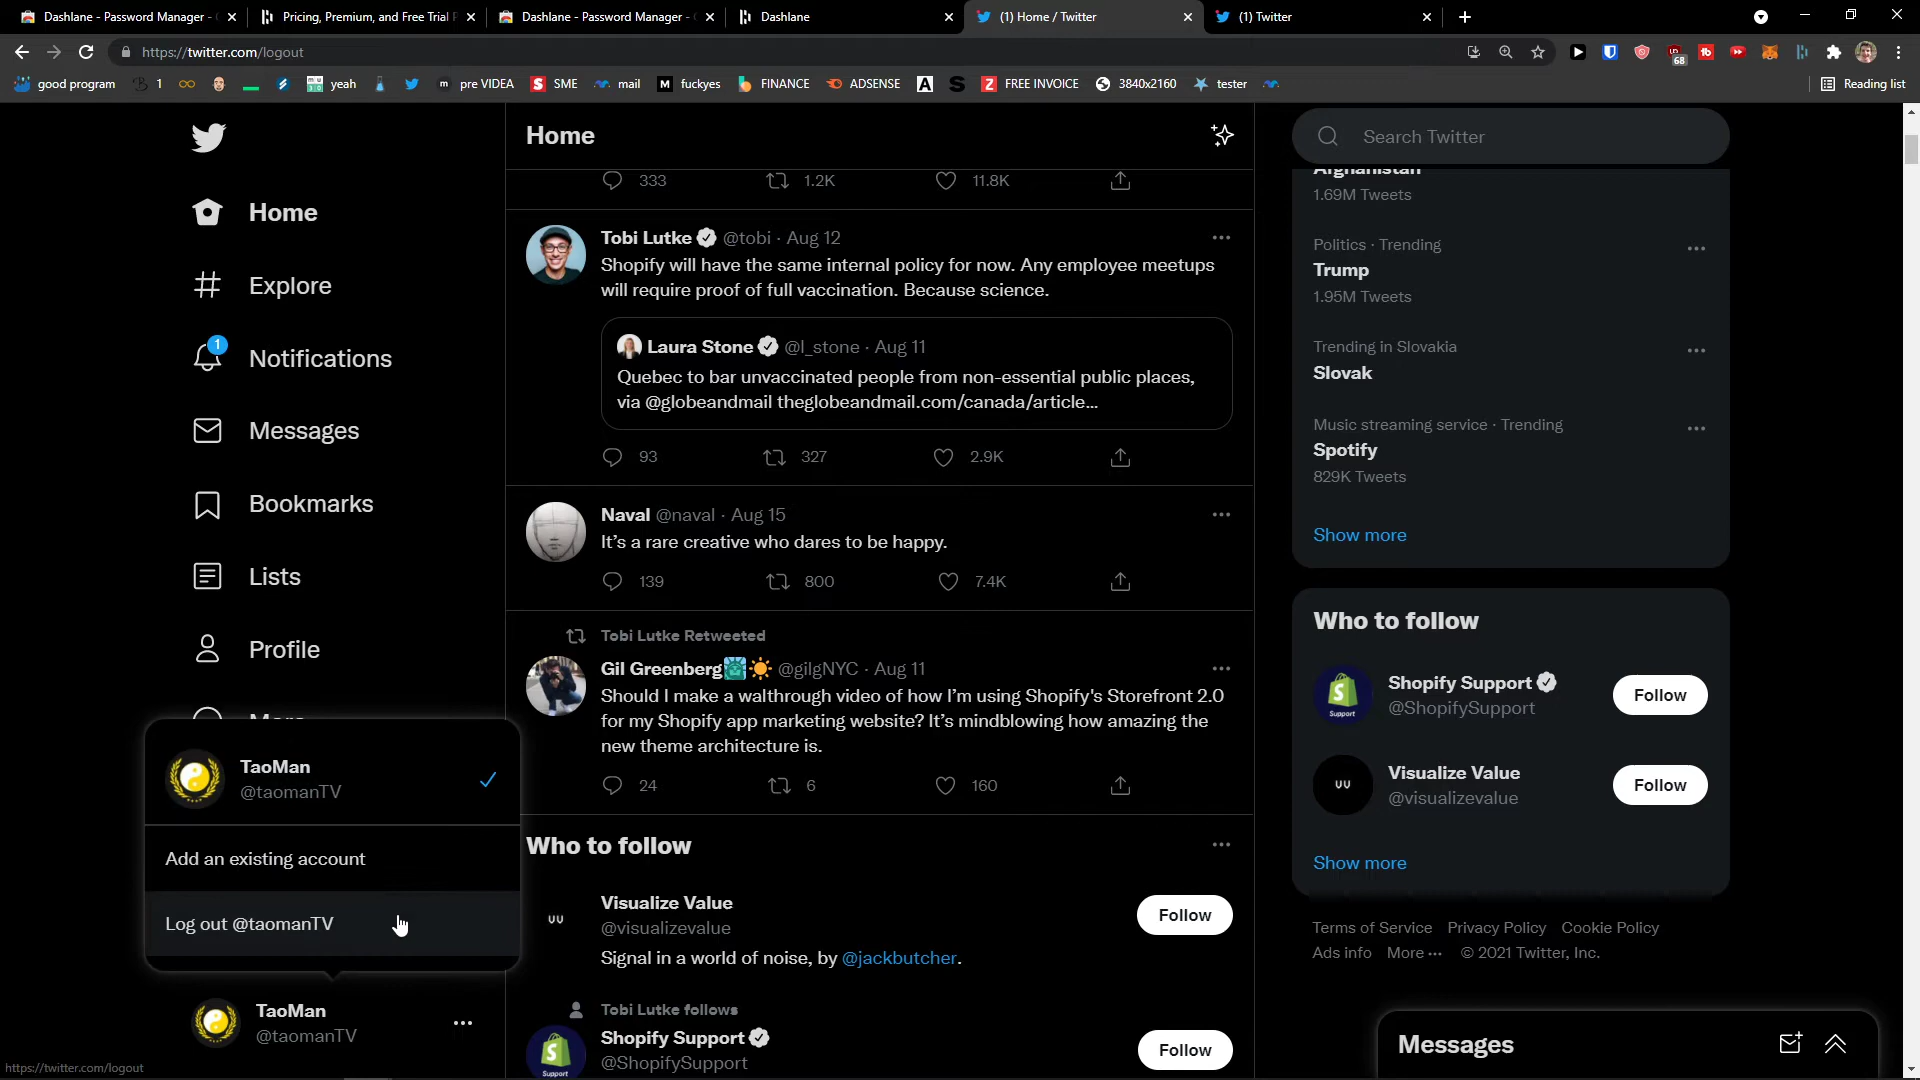 Dashlane - Password Manager -
Pricing, Premium, and Free Trial
Dashlane - Password Manager -
Dashlane
(1) Home / Twitter
(1) Twitter
https://twitter.com/logout
68
good program
1
yeah
pre VIDEA
SME
mail
fuckyes
FINANCE
ADSENSE
FREE INVOICE
3840x2160
tester
Reading list
Home
Explore
1
Notifications
Messages
Bookmarks
Lists
Profile
More
TaoMan
@taomanTV
Add an existing account
Log out @taomanTV
TaoMan
@taomanTV
https://twitter.com/logout
Home
333
1.2K
11.8K
Tobi Lutke @tobi · Aug 12
Shopify will have the same internal policy for now. Any employee meetups
will require proof of full vaccination. Because science.
Laura Stone @l_stone · Aug 11
Quebec to bar unvaccinated people from non-essential public places,
via @globeandmail theglobeandmail.com/canada/article...
93
327
2.9K
Naval @naval · Aug 15
It's a rare creative who dares to be happy.
139
800
7.4K
Tobi Lutke Retweeted
Gil Greenberg🗽☀️ @gilgNYC · Aug 11
Should I make a walthrough video of how I'm using Shopify's Storefront 2.0
for my Shopify app marketing website? It's mindblowing how amazing the
new theme architecture is.
24
6
160
Who to follow
Visualize Value
@visualizevalue
Follow
Signal in a world of noise, by @jackbutcher.
Tobi Lutke follows
Shopify Support
@ShopifySupport
Follow
Support
Search Twitter
Afghanistan
1.69M Tweets
Politics · Trending
Trump
1.95M Tweets
Trending in Slovakia
Slovak
Music streaming service · Trending
Spotify
829K Tweets
Show more
Who to follow
Shopify Support
@ShopifySupport
Follow
Support
Visualize Value
@visualizevalue
Follow
Show more
Terms of Service Privacy Policy Cookie Policy
Ads info More ··· © 2021 Twitter, Inc.
Messages